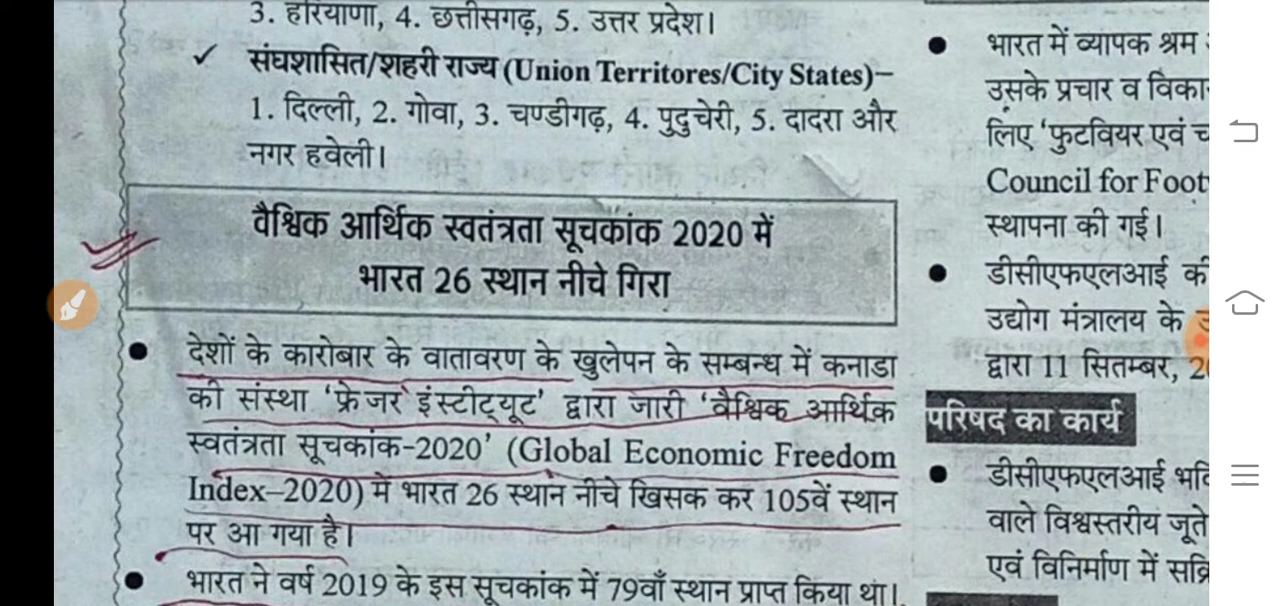 3. हरियाणा, 4. छत्तीसगढ़, 5. उत्तर प्रदेश।
✓ संघशासित/शहरी राज्य (Union Territores/City States)–
1. दिल्ली, 2. गोवा, 3. चण्डीगढ़, 4. पुदुचेरी, 5. दादरा और
नगर हवेली।
वैश्विक आर्थिक स्वतंत्रता सूचकांक 2020 में
भारत 26 स्थान नीचे गिरा
● देशों के कारोबार के वातावरण के खुलेपन के सम्बन्ध में कनाडा
की संस्था ‘फ्रेजर इंस्टीट्यूट’ द्वारा जारी ‘वैश्विक आर्थिक
स्वतंत्रता सूचकांक-2020’ (Global Economic Freedom
Index–2020) में भारत 26 स्थान नीचे खिसक कर 105वें स्थान
पर आ गया है।
● भारत ने वर्ष 2019 के इस सूचकांक में 79वाँ स्थान प्राप्त किया था।
● भारत में व्यापक श्रम
उसके प्रचार व
लिए ‘फुटवियर एवं
Council for
स्थापना की गई।
● डीसीएफएलआई की
उद्योग मंत्रालय के
द्वारा 11 सितम्बर,
परिषद का कार्य
● डीसीएफएलआई
वाले विश्वस्तरीय जूते
एवं विनिर्माण में